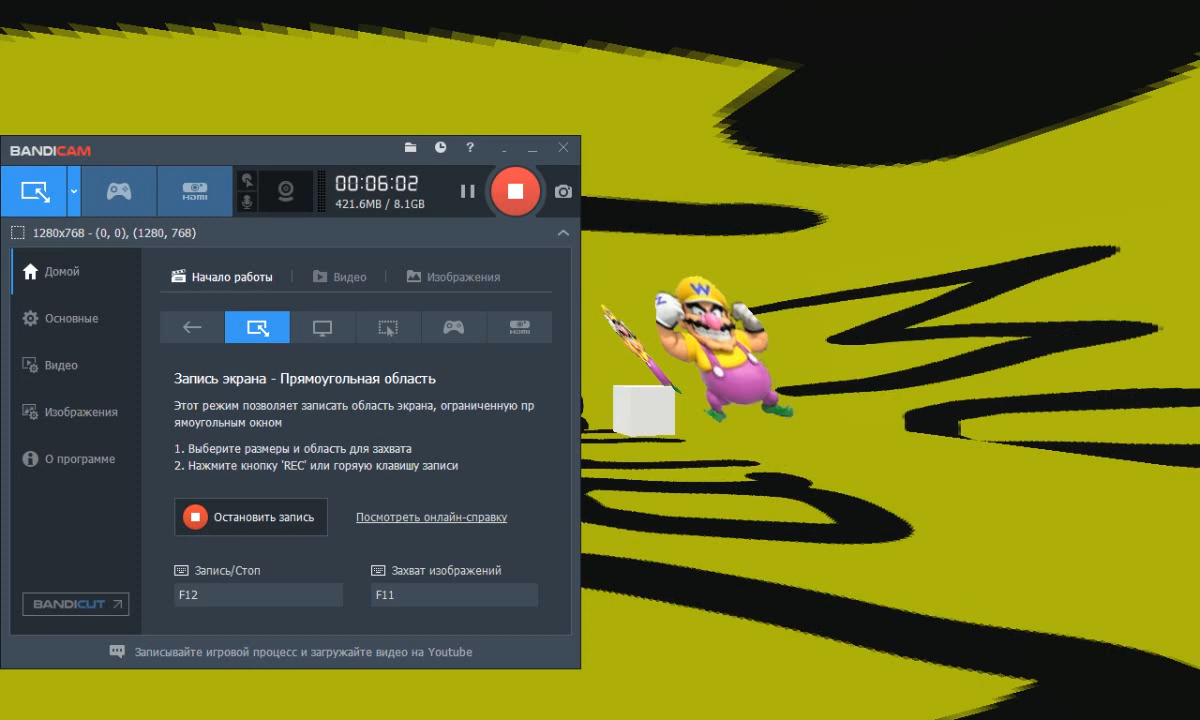 BANDICAM
?
HDMI
00:06:02
421.6MB / 8.1GB
1280x768 - (0, 0), (1280, 768)
Домой
Основные
Видео
Изображения
О программе
BANDICUT
Начало работы
Видео
Изображения
HDMI
Запись экрана - Прямоугольная область
Этот режим позволяет записать область экрана, ограниченную пр
ямоугольным окном
1. Выберите размеры и область для захвата
2. Нажмите кнопку 'REC' или горяую клавишу записи
Остановить запись
Посмотреть онлайн-справку
Запись/Стоп
Захват изображений
F12
F11
Записывайте игровой процесс и загружайте видео на Youtube
W